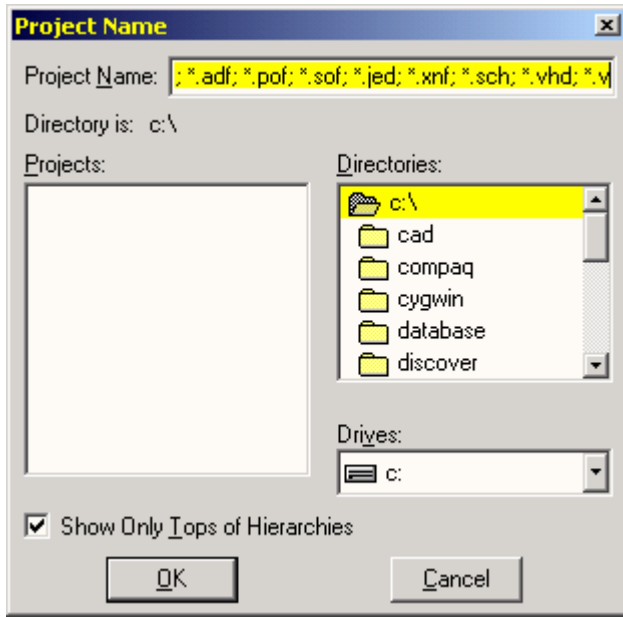 Project Name
Project Name: ; *.adf; *.pof; *.sof; *.jed; *.xnf; *.sch; *.vhd; *.v
Directory is: c:\
Projects:
Directories:
c:\
cad
compaq
cygwin
database
discover
Drives:
c:
Show Only Tops of Hierarchies
OK
Cancel